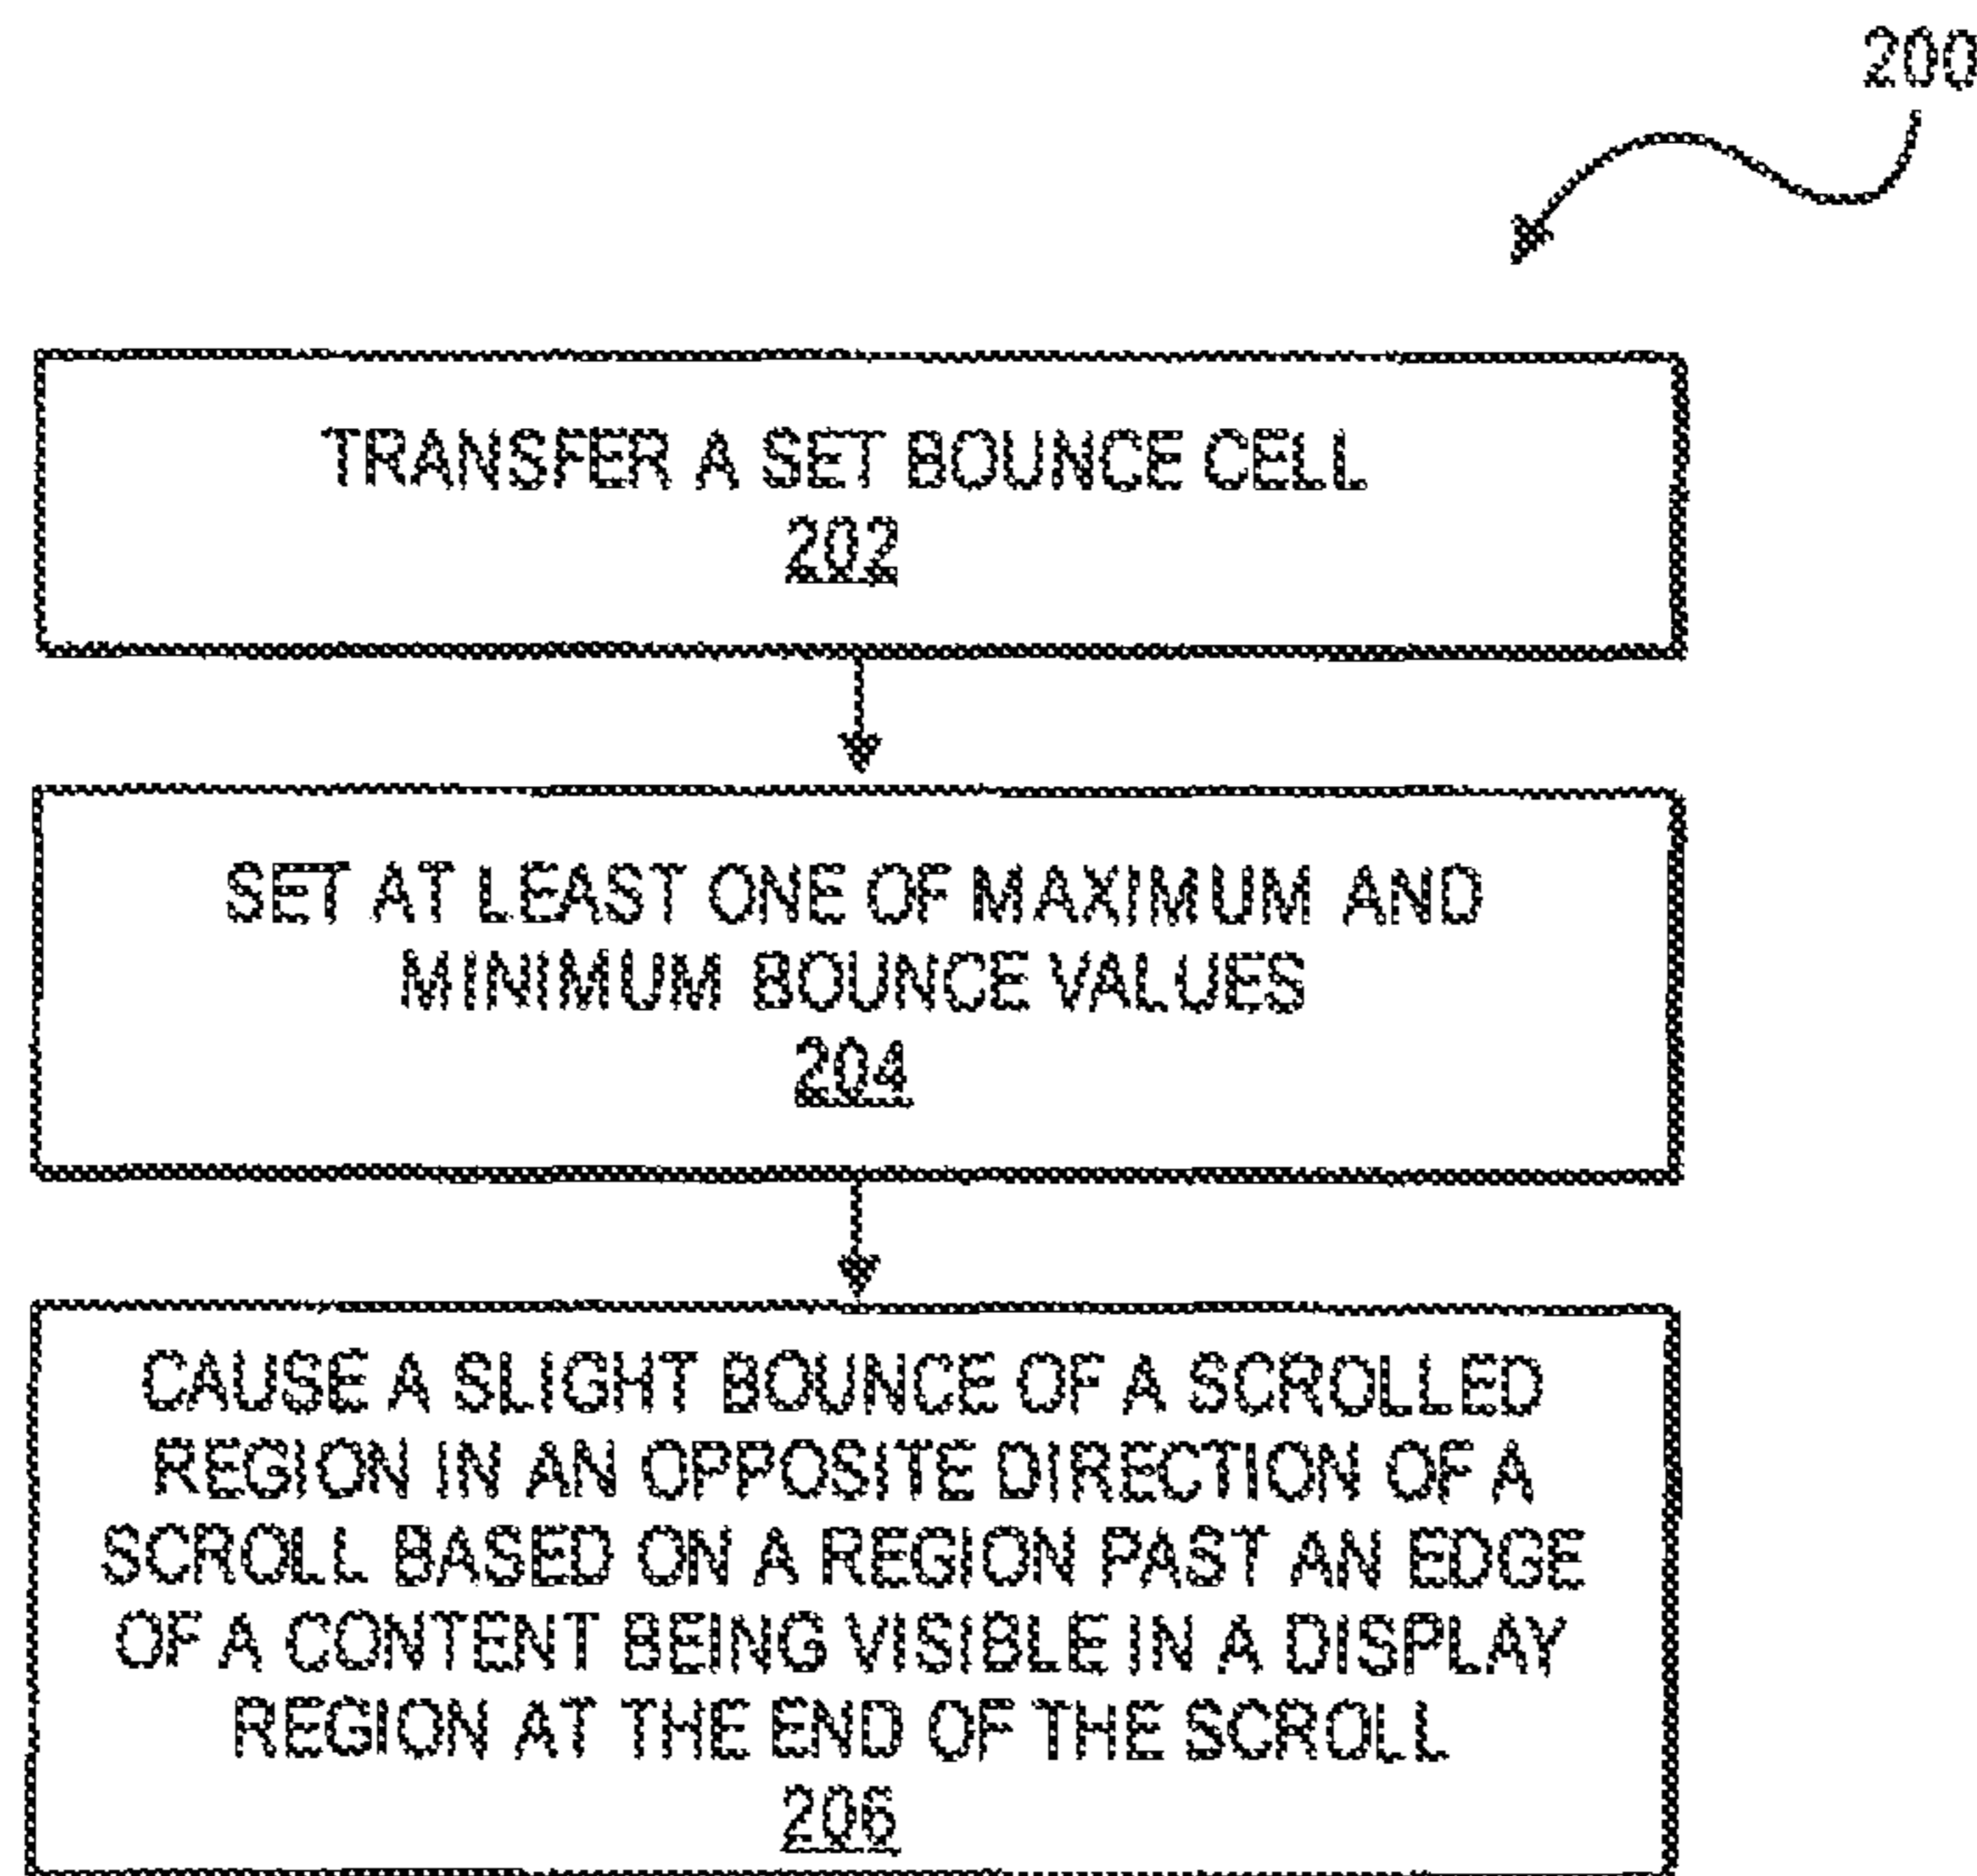 200
TRANSFER A SET BOUNCE CELL
202
SET AT LEAST ONE OF MAXIMUM AND
MINIMUM BOUNCE VALUES
204
CAUSE A SLIGHT BOUNCE OF A SCROLLED
REGION IN AN OPPOSITE DIRECTION OF A
SCROLL BASED ON A REGION PAST AN EDGE
OF A CONTENT BEING VISIBLE IN A DISPLAY
REGION AT THE END OF THE SCROLL
206